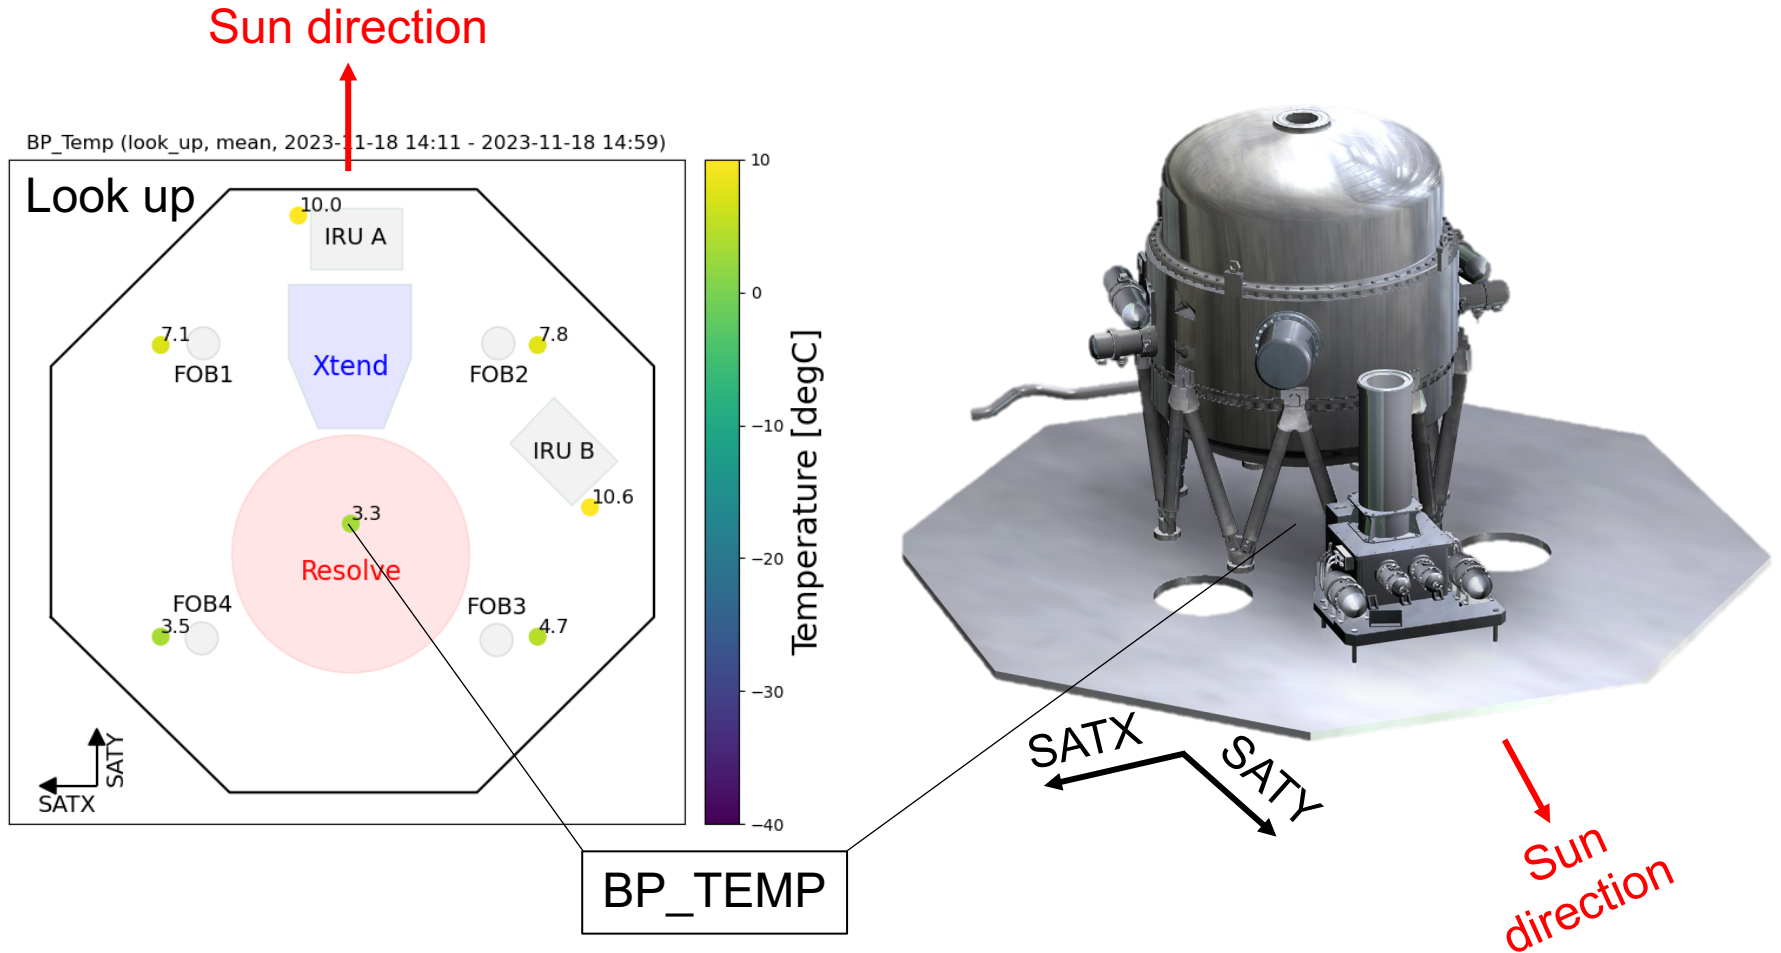 Sun direction
BP_Temp (look_up, mean, 2023-11-18 14:11 - 2023-11-18 14:59)
Look up
10.0
IRU A
7.1
FOB1
Xtend
7.8
FOB2
IRU B
10.6
3.3
Resolve
FOB4
3.5
FOB3
4.7
SATY
SATX
10
0
−10
−20
−30
−40
Temperature [degC]
BP_TEMP
SATX
SATY
Sun
direction